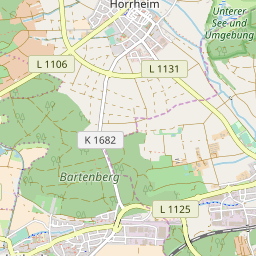 Horrheim
Unterer
See und
Umgebung
L 1106
L 1131
K 1682
Bartenberg
L 1125